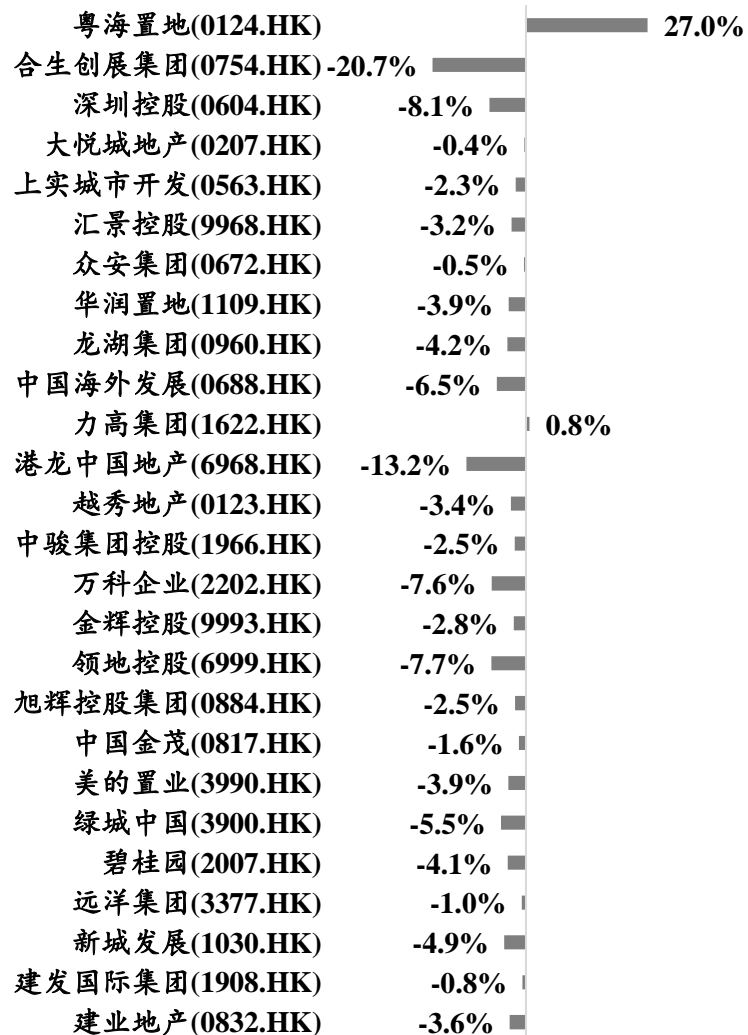 粤海置地(0124.HK) 27.0%
合生创展集团(0754.HK) -20.7%
深圳控股(0604.HK) -8.1%
大悦城地产(0207.HK) -0.4%
上实城市开发(0563.HK) -2.3%
汇景控股(9968.HK) -3.2%
众安集团(0672.HK) -0.5%
华润置地(1109.HK) -3.9%
龙湖集团(0960.HK) -4.2%
中国海外发展(0688.HK) -6.5%
力高集团(1622.HK) 0.8%
港龙中国地产(6968.HK) -13.2%
越秀地产(0123.HK) -3.4%
中骏集团控股(1966.HK) -2.5%
万科企业(2202.HK) -7.6%
金辉控股(9993.HK) -2.8%
领地控股(6999.HK) -7.7%
旭辉控股集团(0884.HK) -2.5%
中国金茂(0817.HK) -1.6%
美的置业(3990.HK) -3.9%
绿城中国(3900.HK) -5.5%
碧桂园(2007.HK) -4.1%
远洋集团(3377.HK) -1.0%
新城发展(1030.HK) -4.9%
建发国际集团(1908.HK) -0.8%
建业地产(0832.HK) -3.6%